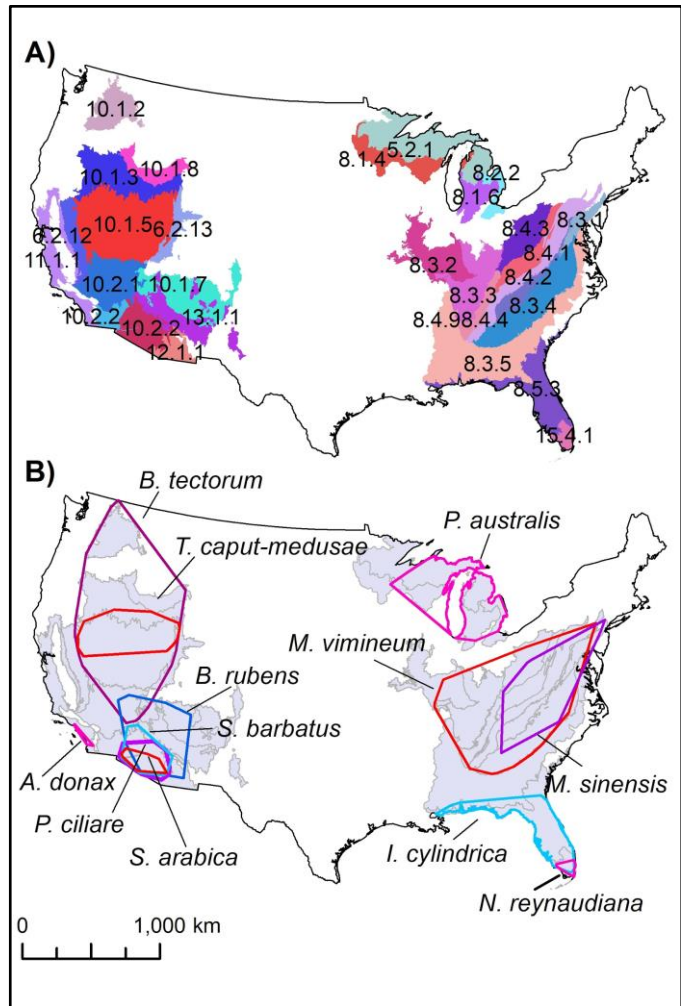 A)
10.1.2
5.2.1
8.1.4
8.2.2
10.1.8
10.1.3
8.1.6
8.3.
8.4.3
10.1.5
6.2.13
6.2.12
8.4.1
11.1.1
8.3.2
8.4.2
10.2.1
10.1.7
8.3.3
8.3.4
10.2.2
13.1.1
8.4.9
8.4.4
10.2.2
12.1.1
8.3.5
8.5.3
15.4.1
B)
B. tectorum
P. australis
T. caput-medusae
M. vimineum
B. rubens
S. barbatus
A. donax
M. sinensis
P. ciliare
S. arabica
I. cylindrica
N. reynaudiana
0 1,000 km